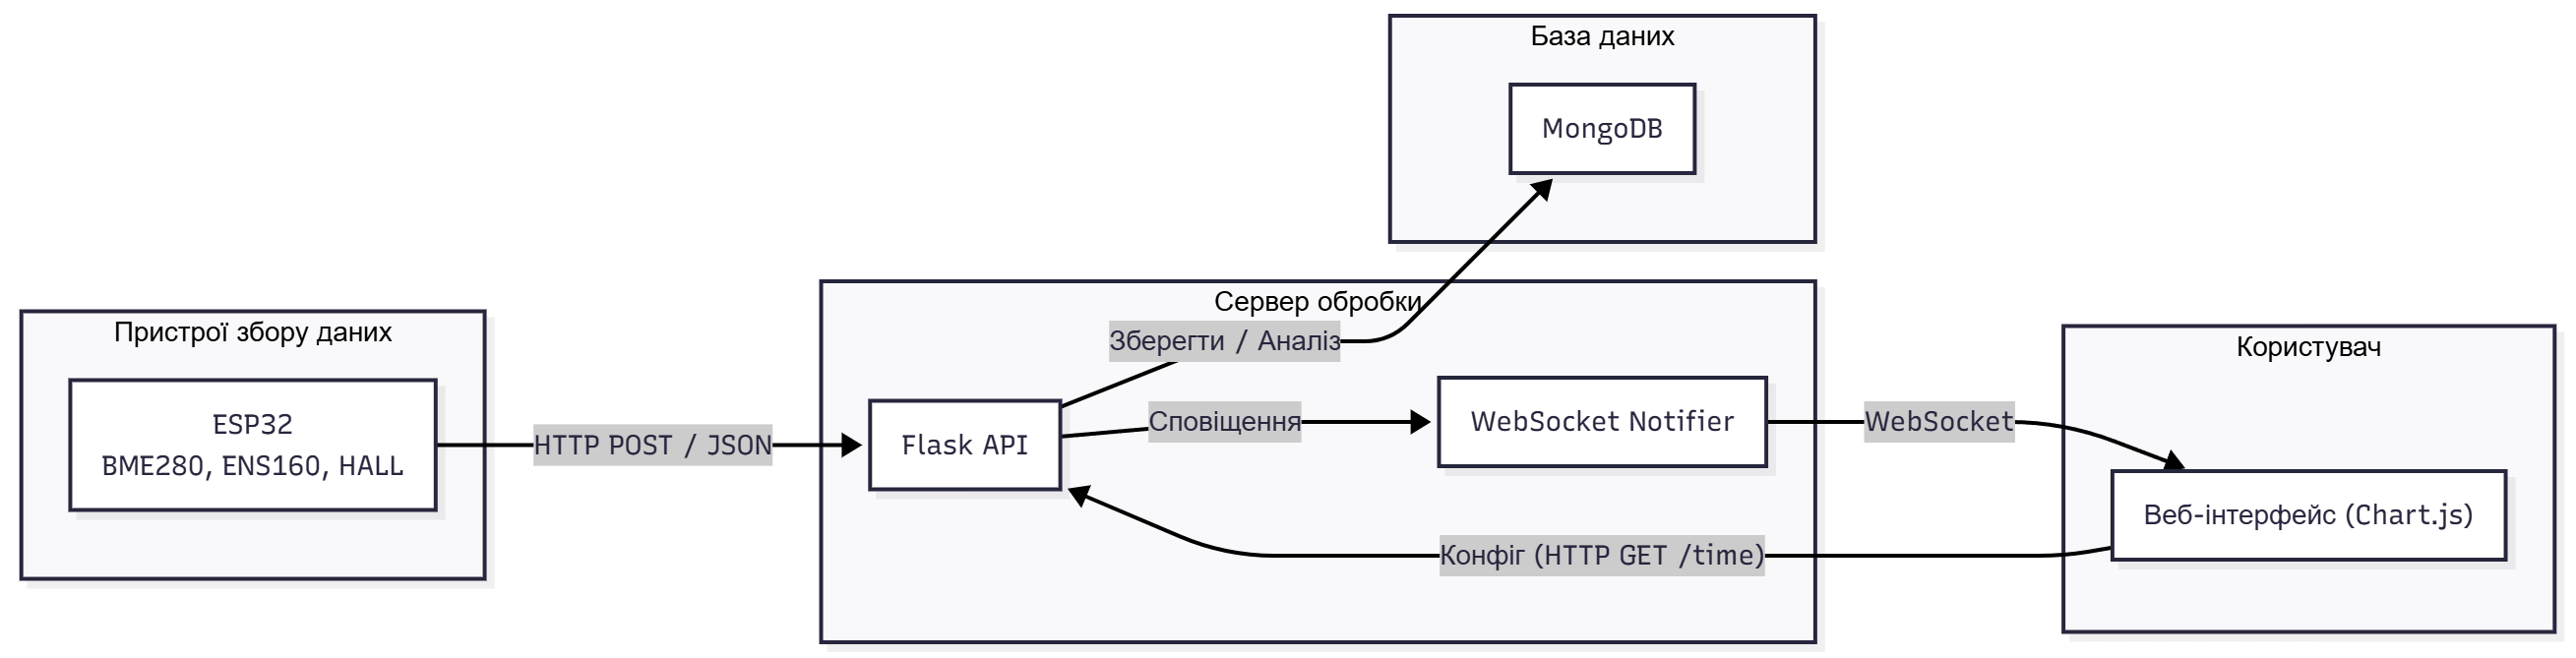 База даних
MongoDB
Сервер обробки
Пристрої збору даних
Зберегти / Аналіз
Користувач
ESP32
BME280, ENS160, HALL
HTTP POST / JSON
Flask API
Сповіщення
WebSocket Notifier
WebSocket
Веб-інтерфейс (Chart.js)
Конфіг (HTTP GET /time)